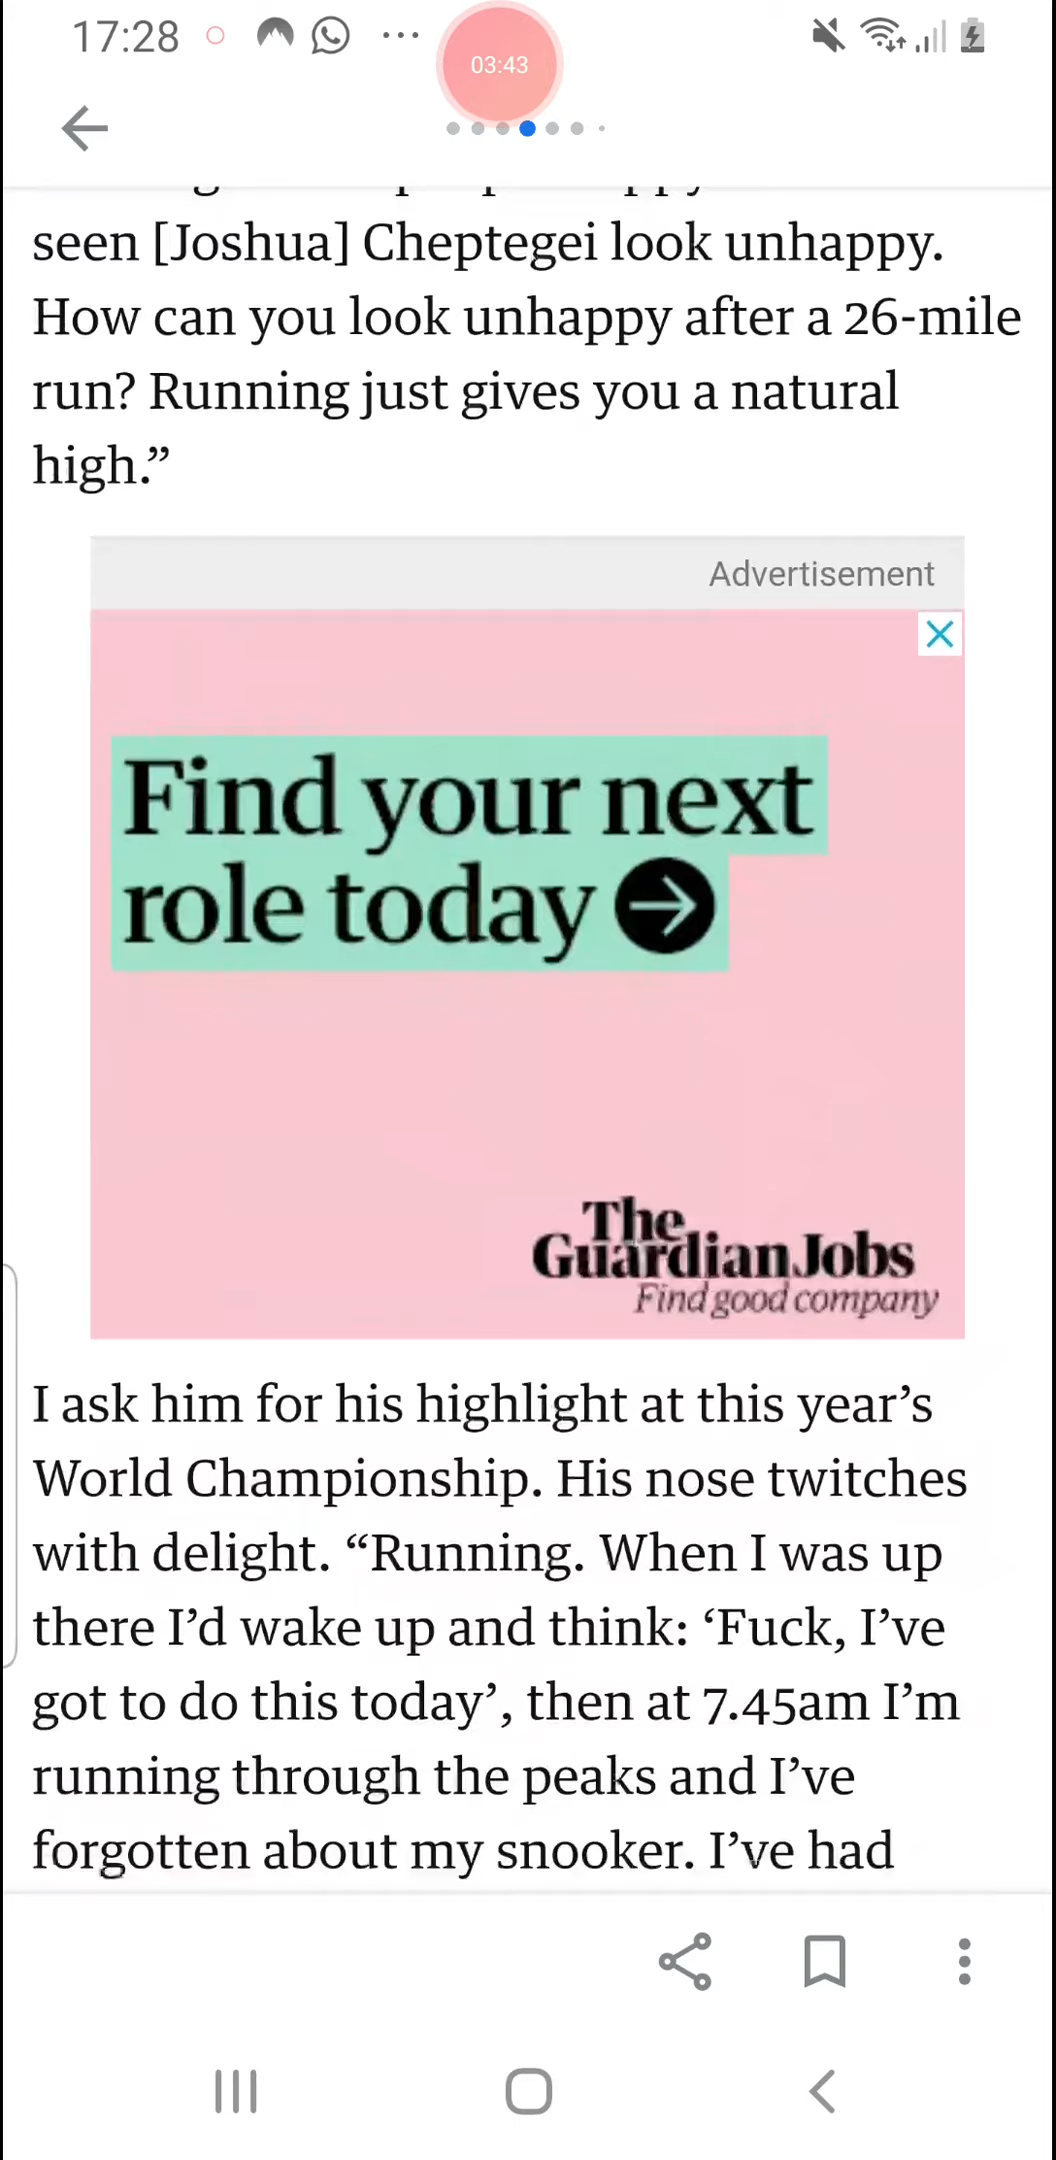 17:28
03:43
seen [Joshua] Cheptegei look unhappy.
How can you look unhappy after a 26-mile
run? Running just gives you a natural
high.”
Advertisement
Find your next
role today
The
Guardian Jobs
Find good company
I ask him for his highlight at this year’s
World Championship. His nose twitches
with delight. “Running. When I was up
there I’d wake up and think: ‘Fuck, I’ve
got to do this today’, then at 7.45am I’m
running through the peaks and I’ve
forgotten about my snooker. I’ve had